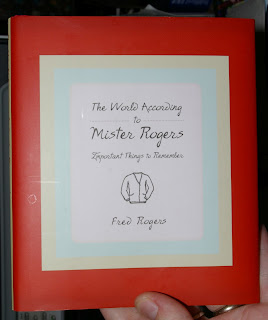 The World According
to
Mister Rogers
Important Things to Remember
Fred Rogers